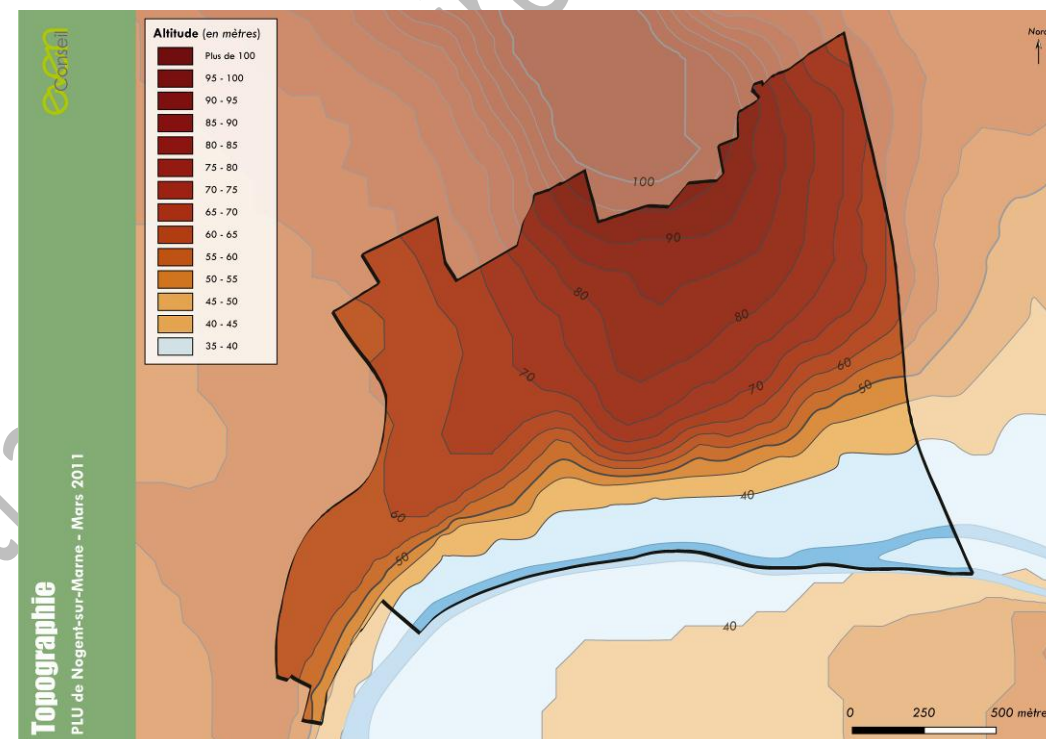 ecen
Conseil
Topographie
PLU de Nogent-sur-Marne - Mars 2011
Altitude (en mètres)
Plus de 100
95 - 100
90 - 95
85 - 90
80 - 85
75 - 80
70 - 75
65 - 70
60 - 65
55 - 60
50 - 55
45 - 50
40 - 45
35 - 40
Nord
100
90
80
80
70
70
60
50
60
50
40
40
0 250 500 mètres